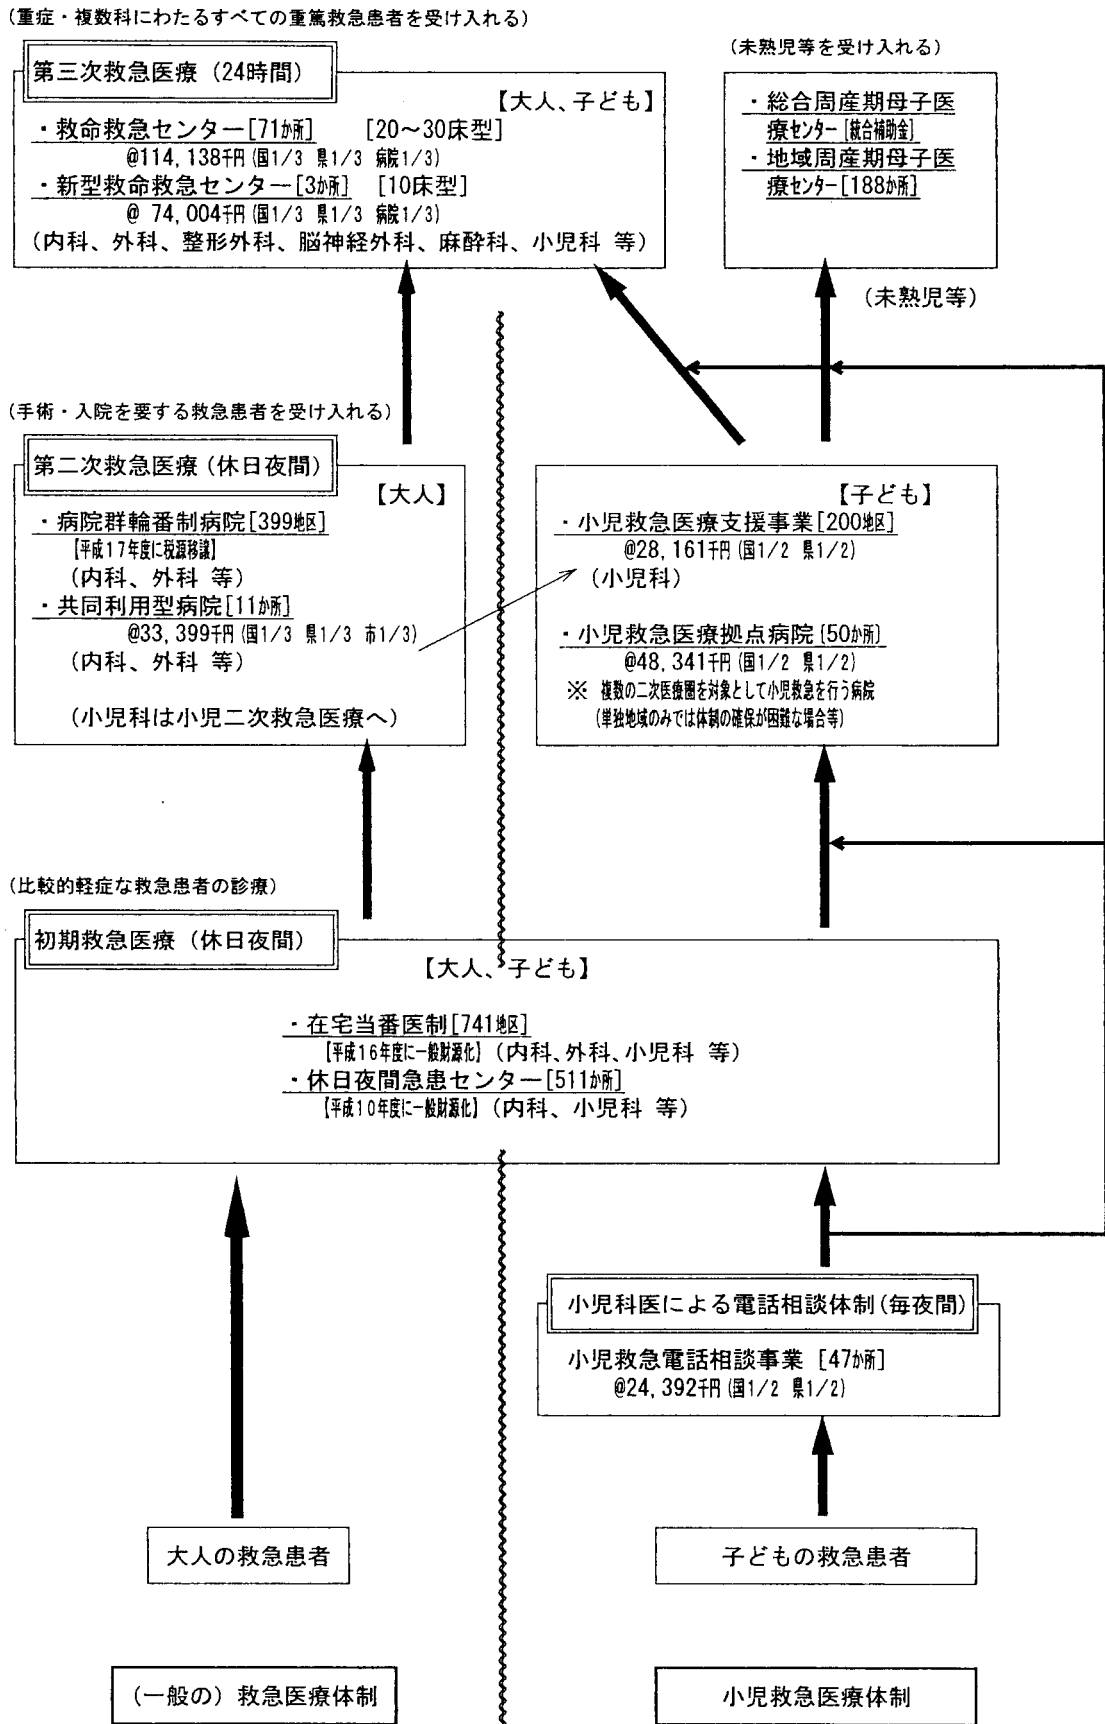 (重症・複数科にわたるすべての重篤救急患者を受け入れる)
第三次救急医療 (24時間)
【大人、子ども】
・救命救急センター[71か所] [20～30床型]
@114,138千円(国1/3 県1/3 病院1/3)
・新型救命救急センター[3か所] [10床型]
@ 74,004千円(国1/3 県1/3 病院1/3)
(内科、外科、整形外科、脳神経外科、麻酔科、小児科 等)
(未熟児等を受け入れる)
・総合周産期母子医
療センター[統合補助金]
・地域周産期母子医
療センター[188か所]
(未熟児等)
(手術・入院を要する救急患者を受け入れる)
第二次救急医療(休日夜間)
【大人】
・病院群輪番制病院[399地区]
【平成17年度に税源移譲】
(内科、外科 等)
・共同利用型病院[11か所]
@33,399千円(国1/3 県1/3 市1/3)
(内科、外科 等)
(小児科は小児二次救急医療へ)
【子ども】
・小児救急医療支援事業[200地区]
@28,161千円(国1/2 県1/2)
(小児科)
・小児救急医療拠点病院[50か所]
@48,341千円(国1/2 県1/2)
※ 複数の二次医療圏を対象として小児救急を行う病院
(単独地域のみでは体制の確保が困難な場合等)
(比較的軽症な救急患者の診療)
初期救急医療 (休日夜間)
【大人、子ども】
・在宅当番医制[741地区]
【平成16年度に一般財源化】(内科、外科、小児科 等)
・休日夜間急患センター[511か所]
【平成10年度に一般財源化】(内科、小児科 等)
小児科医による電話相談体制(毎夜間)
小児救急電話相談事業 [47か所]
@24,392千円(国1/2 県1/2)
大人の救急患者
子どもの救急患者
(一般の) 救急医療体制
小児救急医療体制